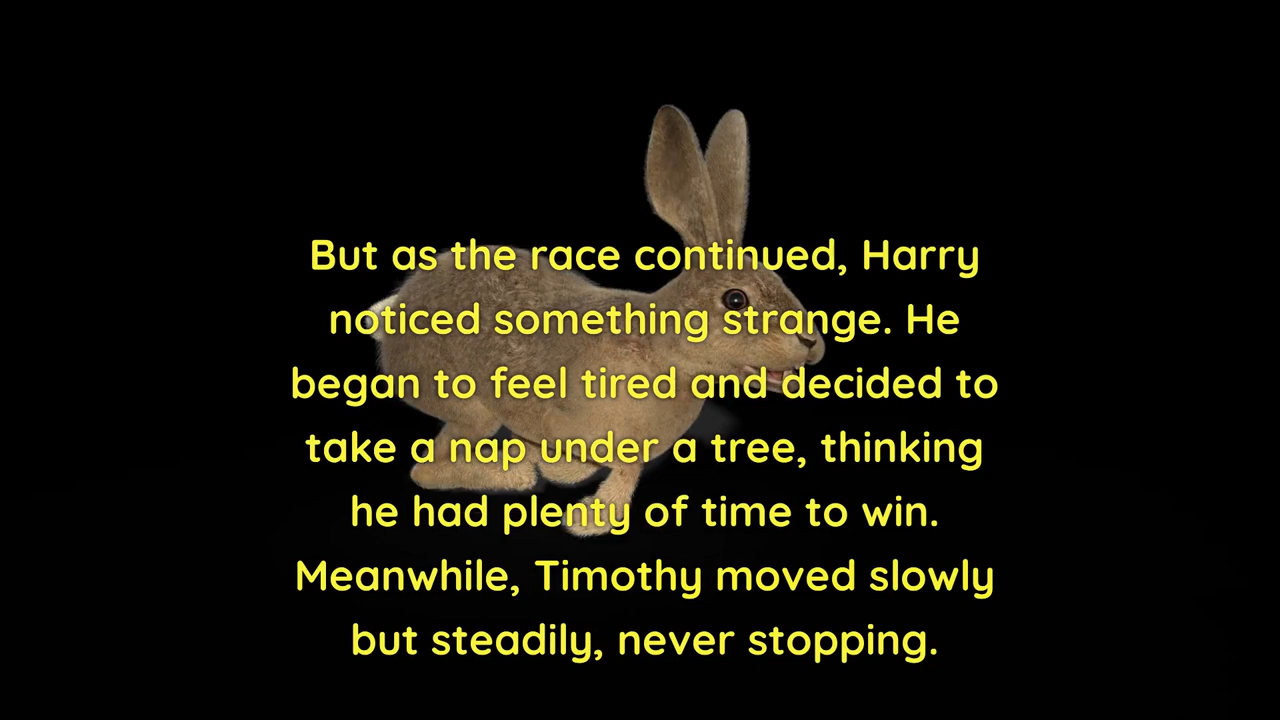 But as the race continued, Harry
noticed something strange. He
began to feel tired and decided to
take a nap under a tree, thinking
he had plenty of time to win.
Meanwhile, Timothy moved slowly
but steadily, never stopping.